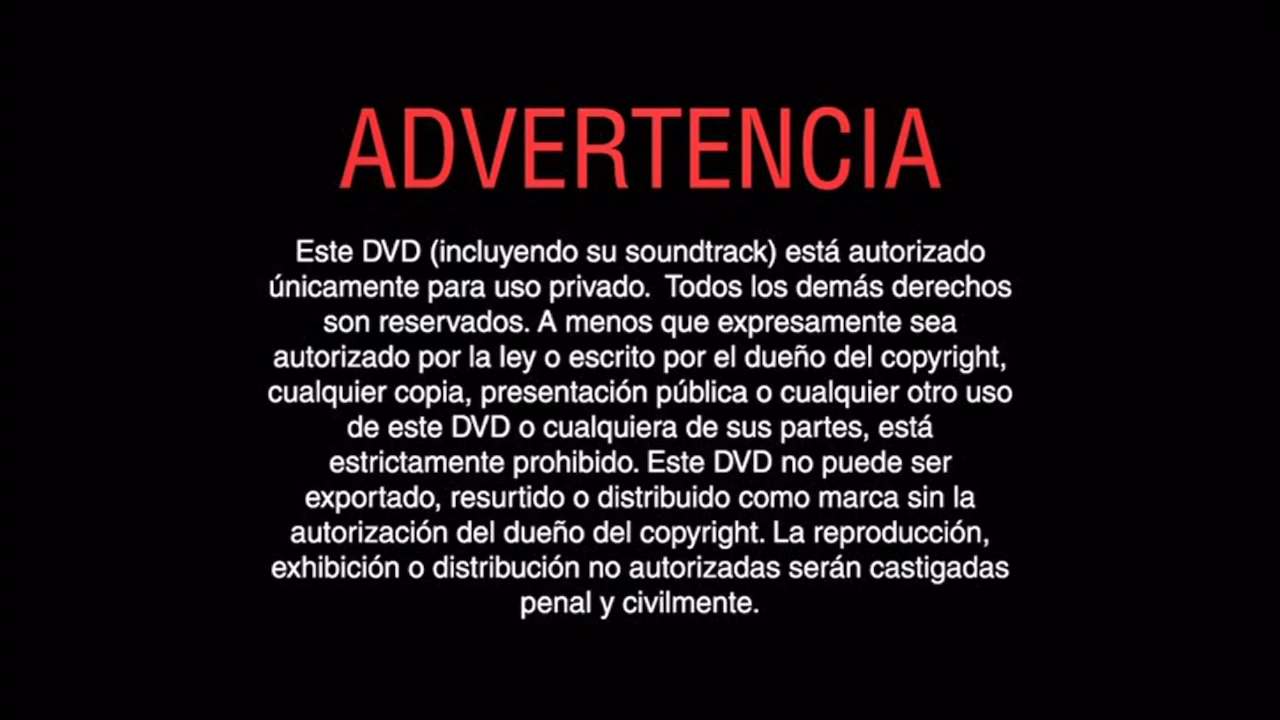 ADVERTENCIA
Este DVD (incluyendo su soundtrack) está autorizado
únicamente para uso privado.  Todos los demás derechos
son reservados. A menos que expresamente sea
autorizado por la ley o escrito por el dueño del copyright,
cualquier copia, presentación pública o cualquier otro uso
de este DVD o cualquiera de sus partes, está
estrictamente prohibido. Este DVD no puede ser
exportado, resurtido o distribuido como marca sin la
autorización del dueño del copyright. La reproducción,
exhibición o distribución no autorizadas serán castigadas
penal y civilmente.